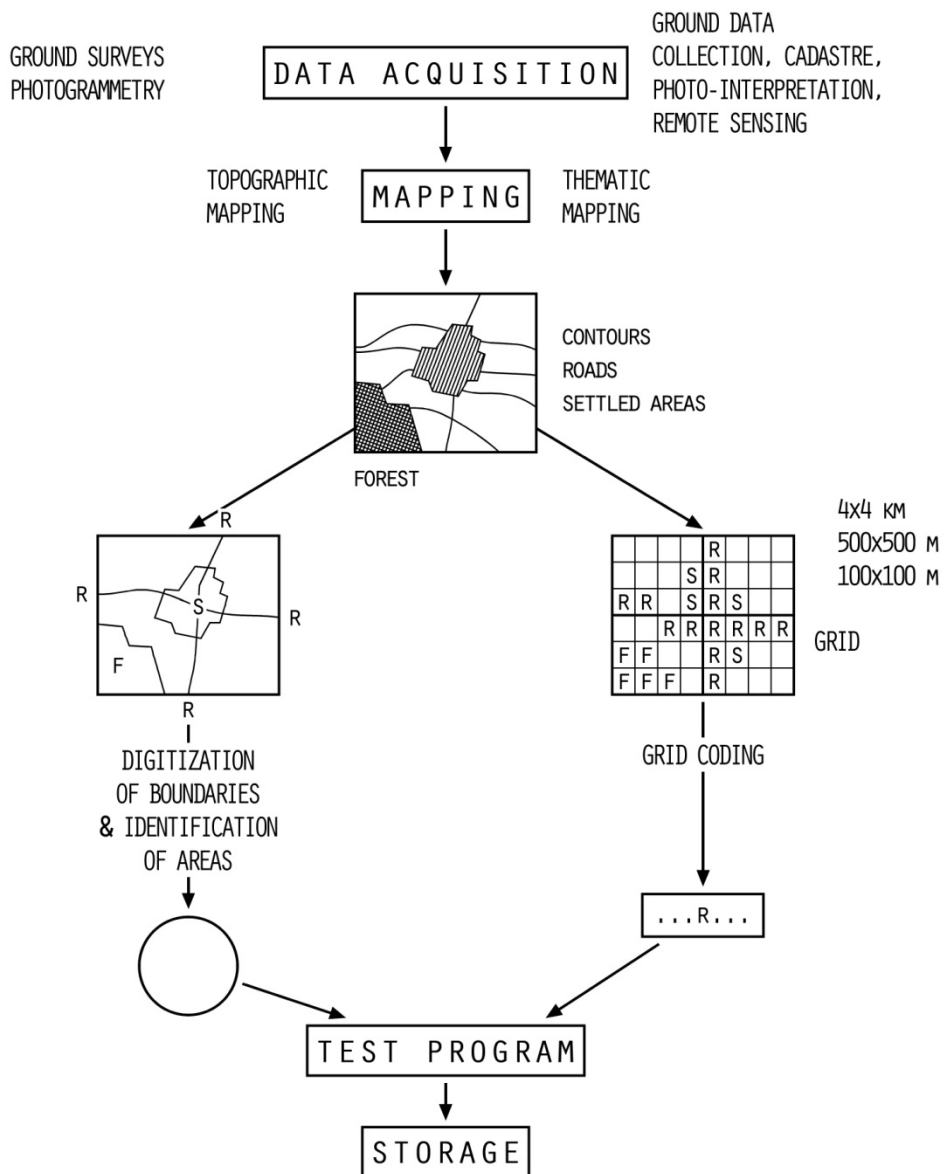 GROUND SURVEYS
PHOTOGRAMMETRY
DATA ACQUISITION
GROUND DATA
COLLECTION, CADASTRE,
PHOTO-INTERPRETATION,
REMOTE SENSING
TOPOGRAPHIC
MAPPING
MAPPING
THEMATIC
MAPPING
CONTOURS
ROADS
SETTLED AREAS
FOREST
R
R
S
R
F
R
DIGITIZATION
OF BOUNDARIES
& IDENTIFICATION
OF AREAS
4x4 KM
500x500 M
100x100 M
R
S R
R R S R S
R R R R R R
F F R S
F F F R
GRID
GRID CODING
...R...
TEST PROGRAM
STORAGE